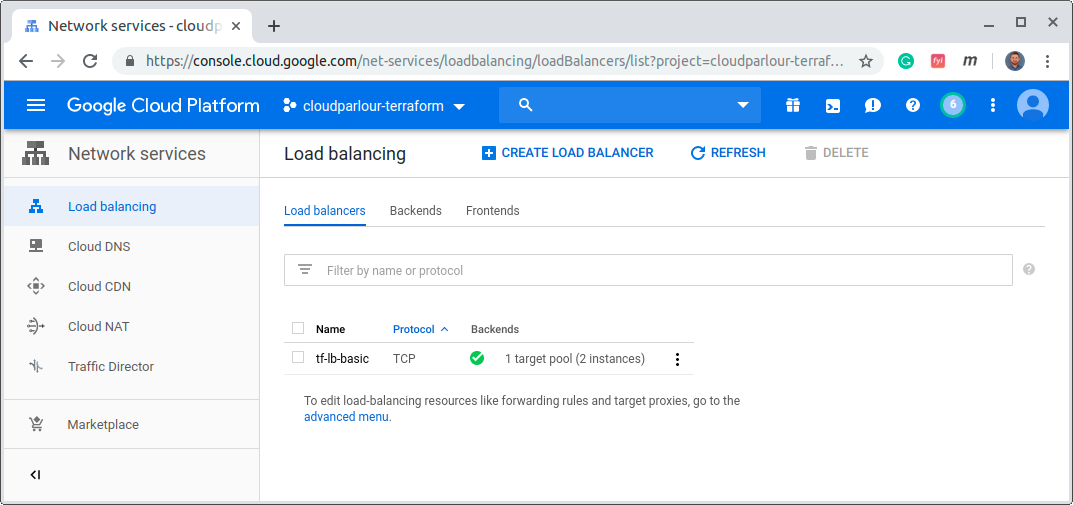 Network services - cloudp
https://console.cloud.google.com/net-services/loadbalancing/loadBalancers/list?project=cloudparlour-terraf...
fyi
m
Google Cloud Platform
cloudparlour-terraform
6
Network services
Load balancing
CREATE LOAD BALANCER
REFRESH
DELETE
Load balancing
Cloud DNS
Cloud CDN
Cloud NAT
Traffic Director
Marketplace
Load balancers
Backends
Frontends
Filter by name or protocol
Name
Protocol
Backends
tf-lb-basic
TCP
1 target pool (2 instances)
To edit load-balancing resources like forwarding rules and target proxies, go to the
advanced menu.